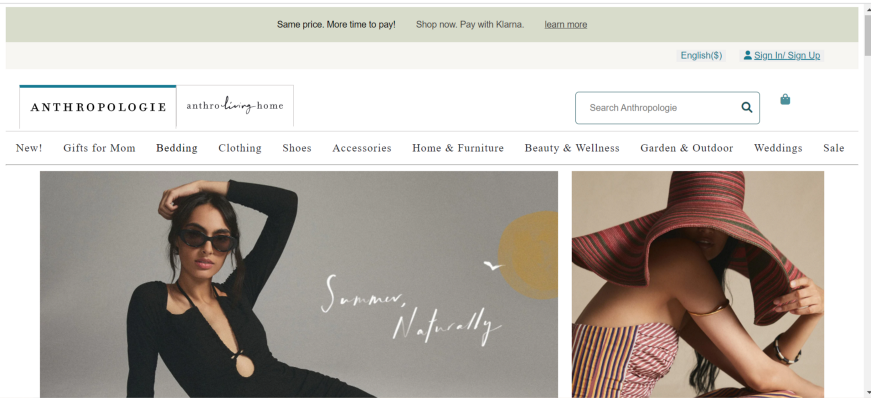 Same price. More time to pay! Shop now. Pay with Klarna. learn more
English($) Sign In/ Sign Up
ANTHROPOLOGIE anthro living home
Search Anthropologie
New! Gifts for Mom Bedding Clothing Shoes Accessories Home & Furniture Beauty & Wellness Garden & Outdoor Weddings Sale
Summer,
Naturally